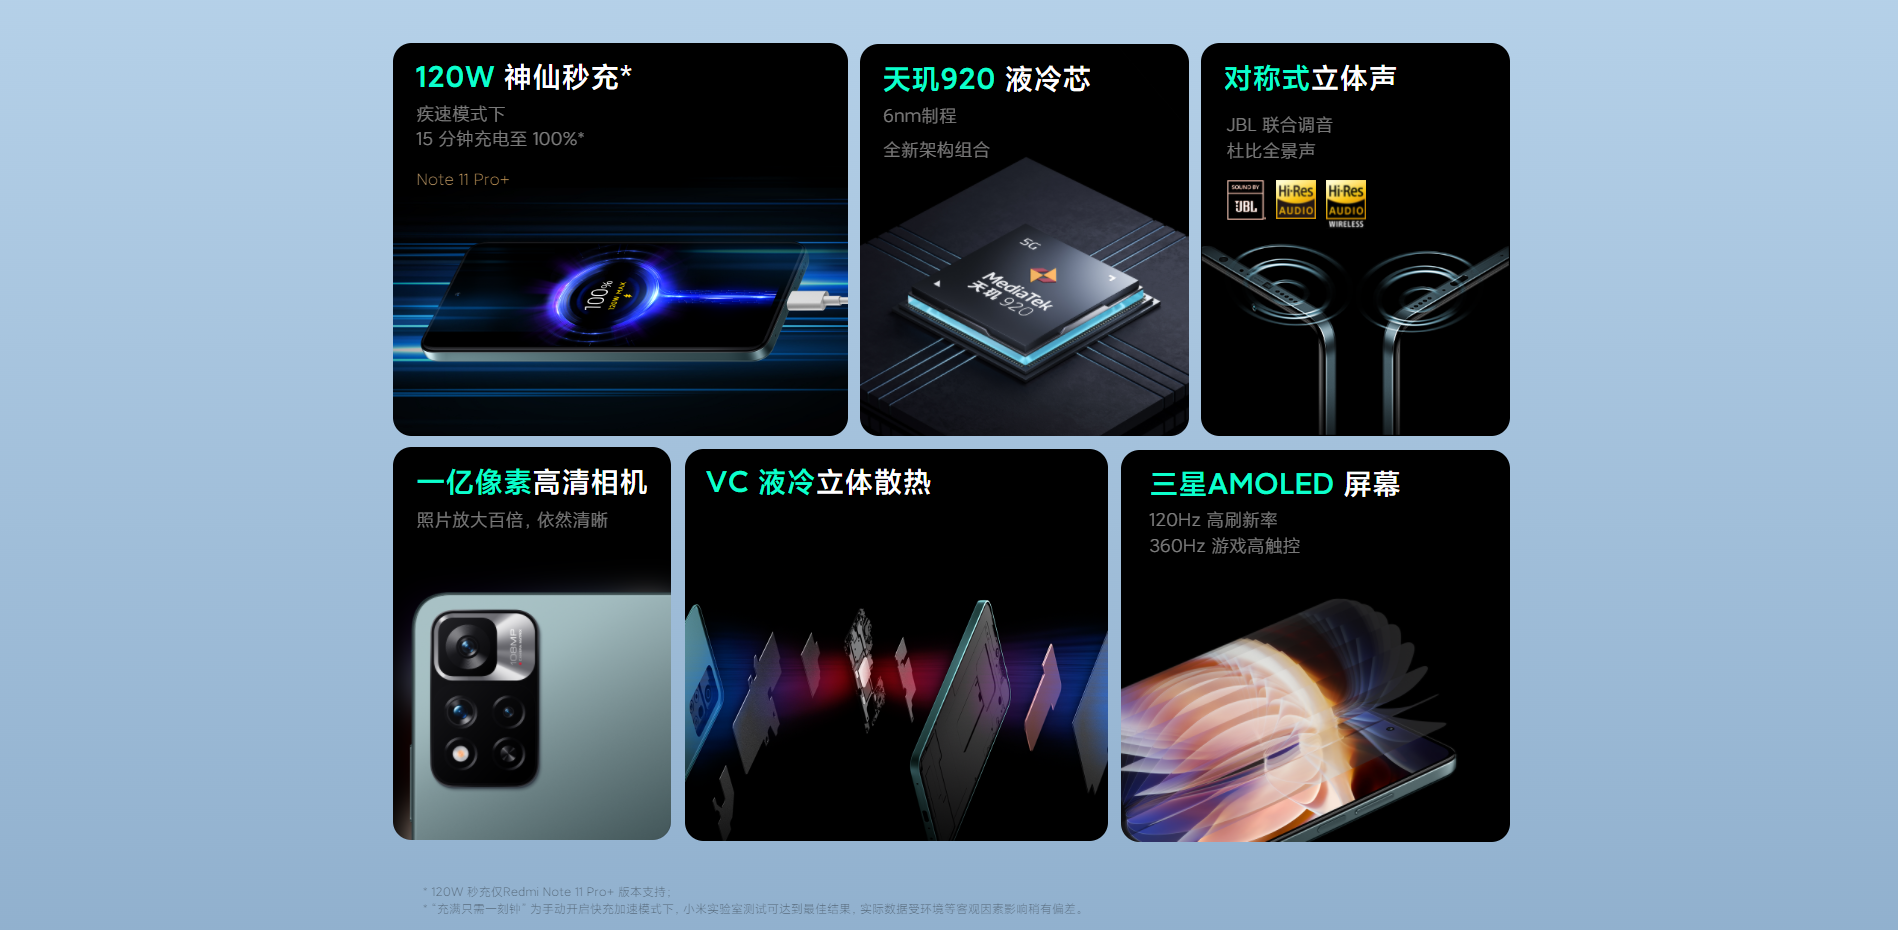 120W 神仙秒充*
疾速模式下
15 分钟充电至 100%*
Note 11 Pro+
100%
120W MAX
天玑920 液冷芯
6nm制程
全新架构组合
5G
MediaTek
天玑 920
对称式立体声
JBL 联合调音
杜比全景声
SOUND BY
JBL
Hi-Res
AUDIO
Hi-Res
AUDIO
WIRELESS
一亿像素高清相机
照片放大百倍, 依然清晰
108MP
VC 液冷立体散热
三星AMOLED 屏幕
120Hz 高刷新率
360Hz 游戏高触控
* 120W 秒充仅Redmi Note 11 Pro+ 版本支持;
* "充满只需一刻钟" 为手动开启快充加速模式下, 小米实验室测试可达到最佳结果, 实际数据受环境等客观因素影响稍有偏差。